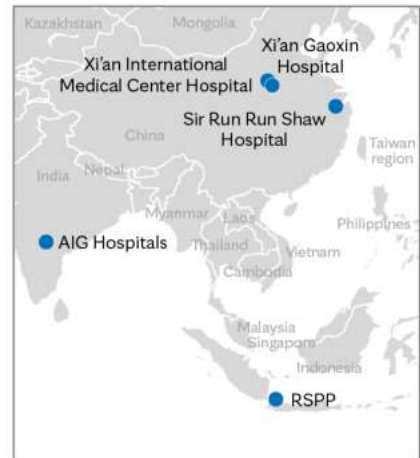 Kazakhstan
Mongolia
Xi'an Gaoxin
Hospital
Xi'an International
Medical Center Hospital
Sir Run Run Shaw
Hospital
China
Taiwan
region
Nepal
India
Myanmar
Laos
Philippines
AIG Hospitals
Thailand
Vietnam
Cambodia
Malaysia
Singapore
Indonesia
RSPP